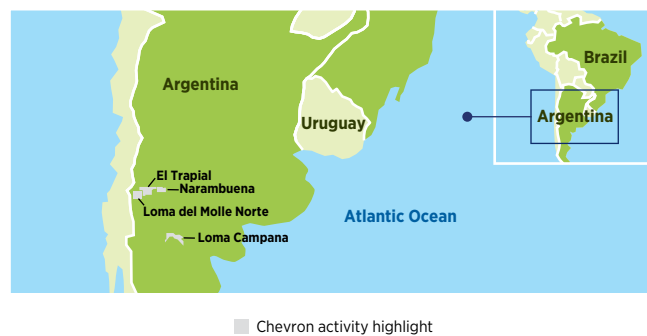 Argentina
Uruguay
El Trapial
Narambuena
Loma del Molle Norte
Loma Campana
Atlantic Ocean
Brazil
Argentina
Chevron activity highlight